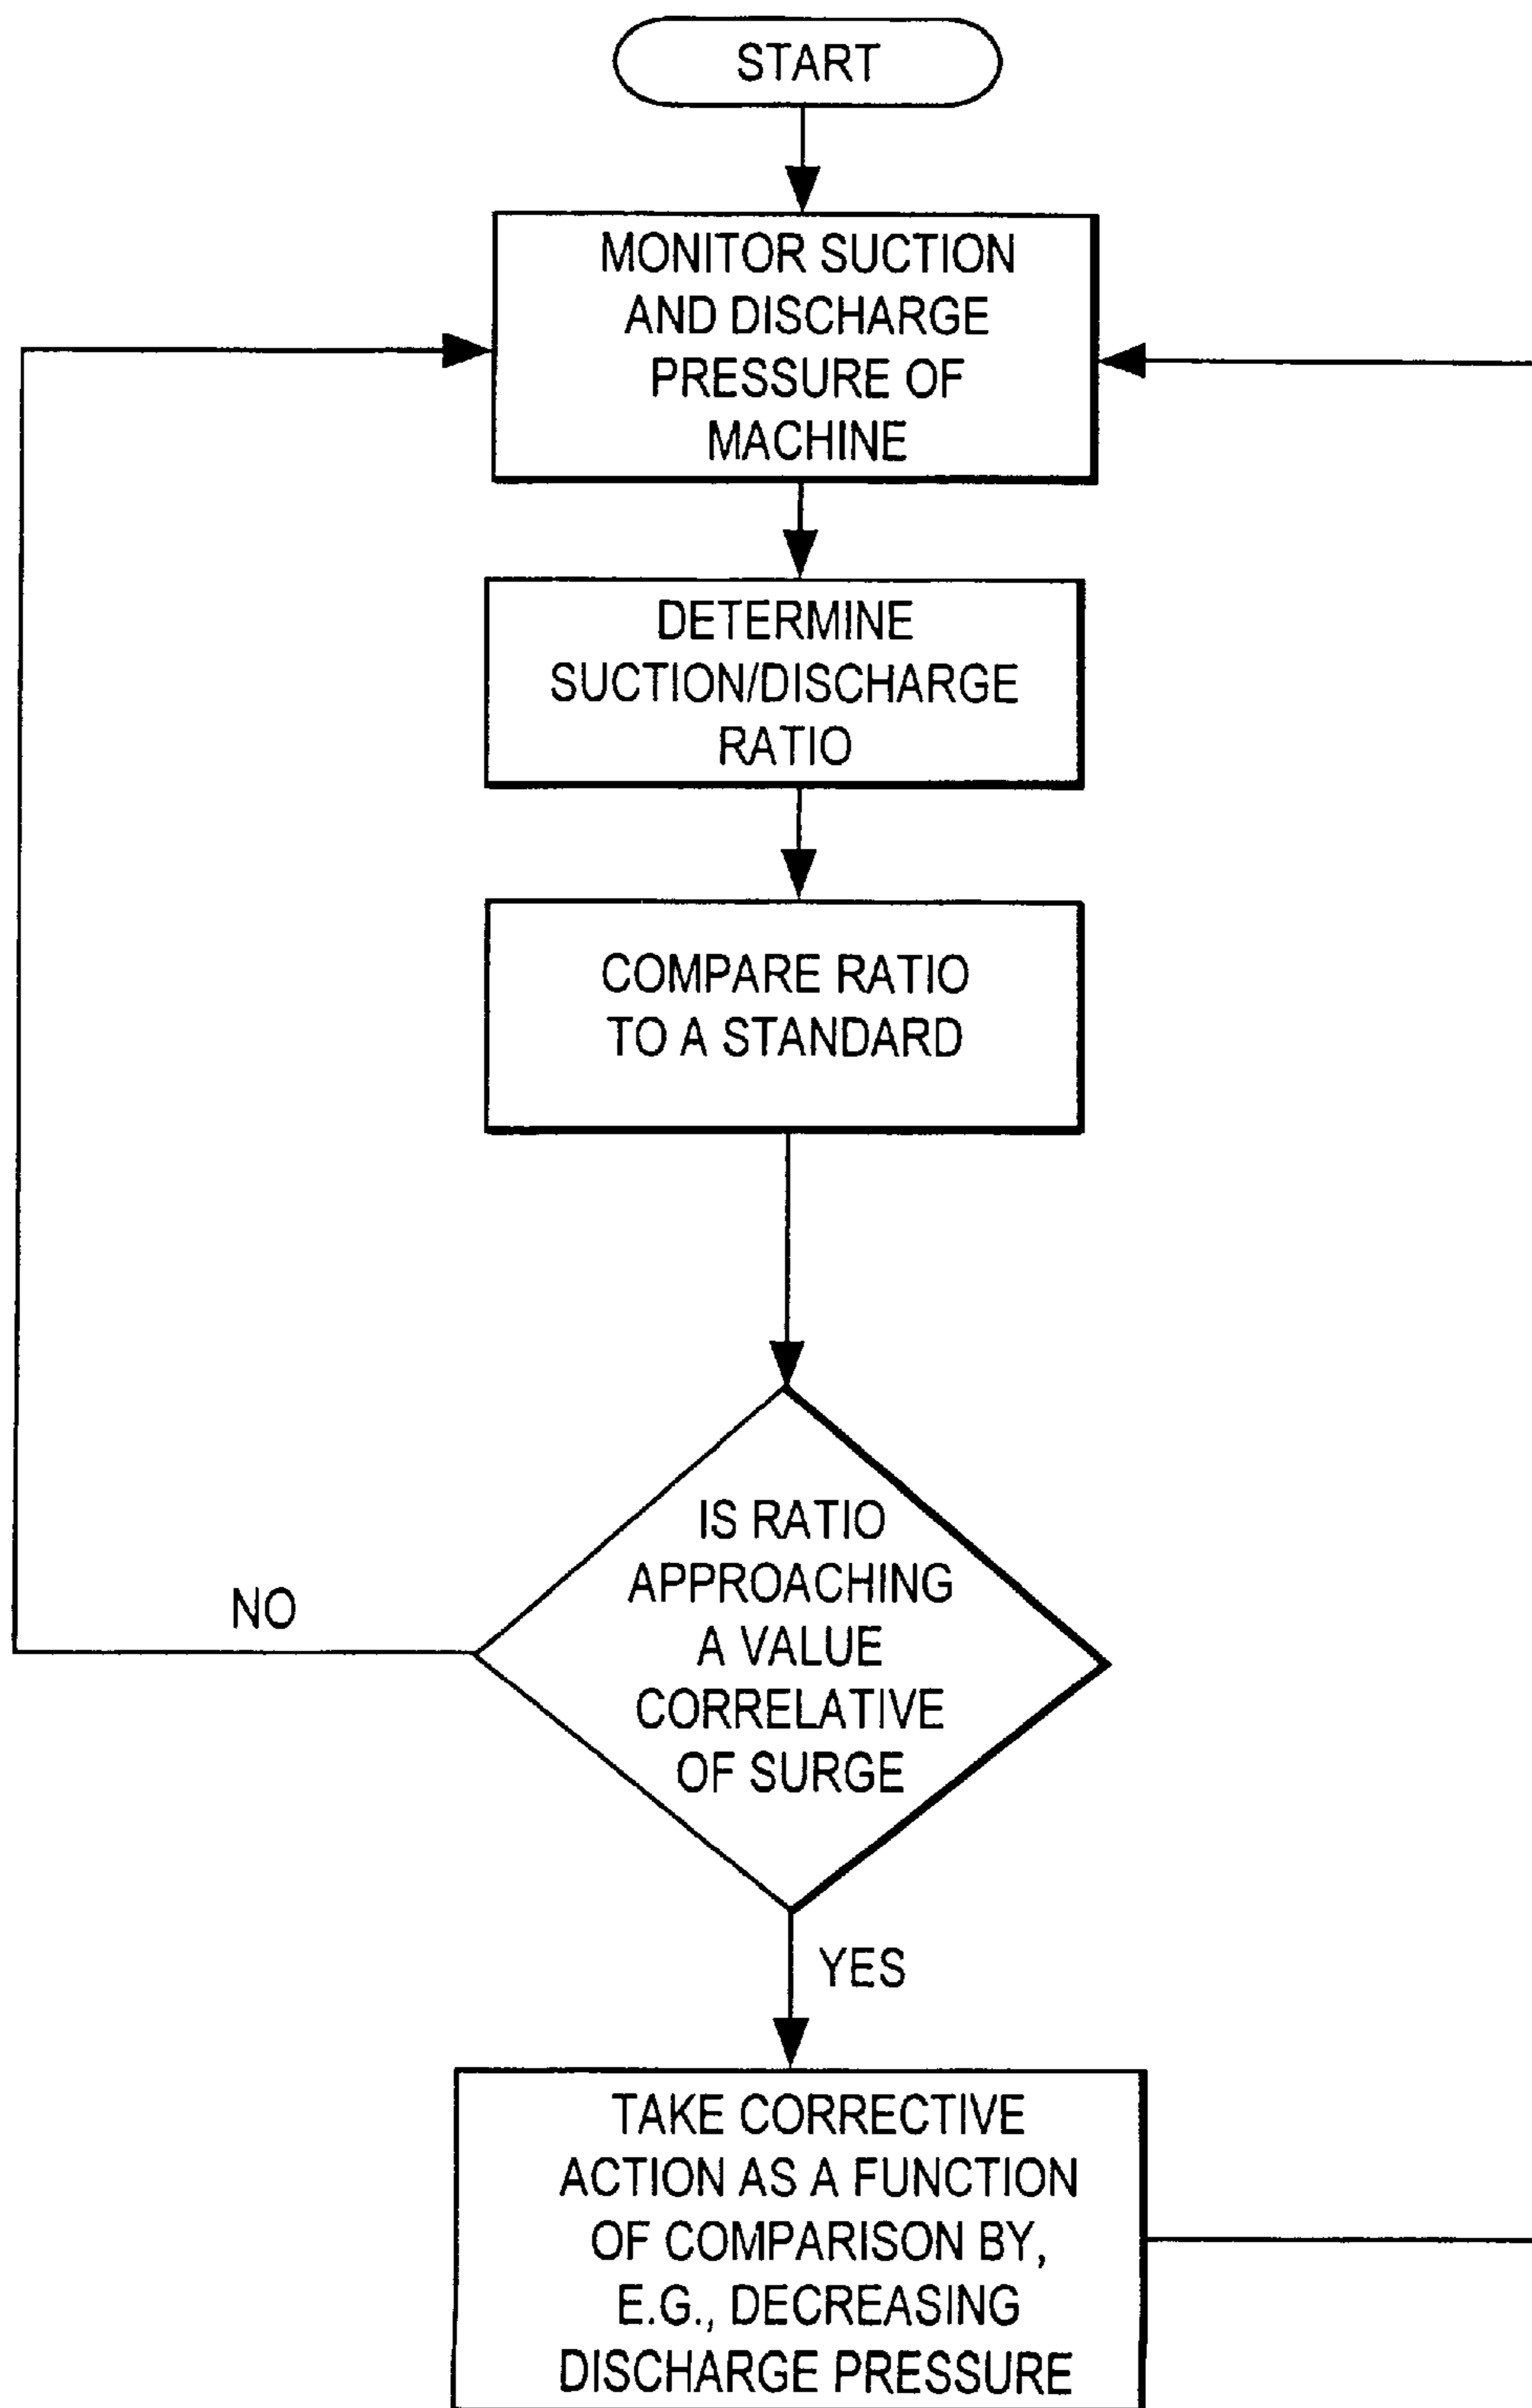 START
MONITOR SUCTION
AND DISCHARGE
PRESSURE OF
MACHINE
DETERMINE
SUCTION/DISCHARGE
RATIO
COMPARE RATIO
TO A STANDARD
IS RATIO
APPROACHING
A VALUE
CORRELATIVE
OF SURGE
NO
YES
TAKE CORRECTIVE
ACTION AS A FUNCTION
OF COMPARISON BY,
E.G., DECREASING
DISCHARGE PRESSURE